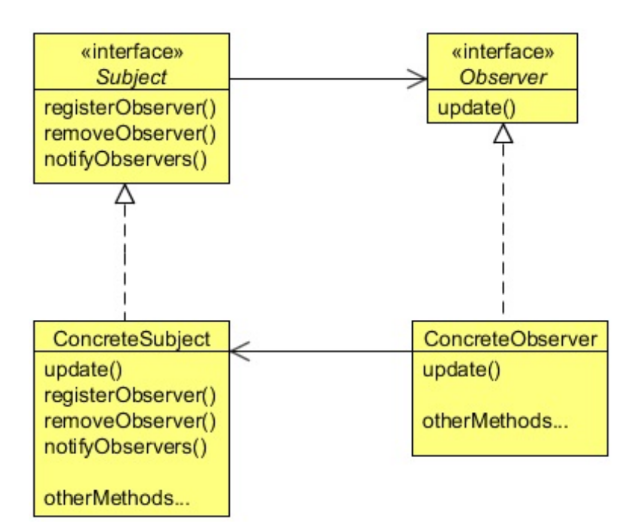 «interface»
Subject
registerObserver()
removeObserver()
notifyObservers()
«interface»
Observer
update()
ConcreteSubject
update()
registerObserver()
removeObserver()
notifyObservers()
otherMethods...
ConcreteObserver
update()
otherMethods...